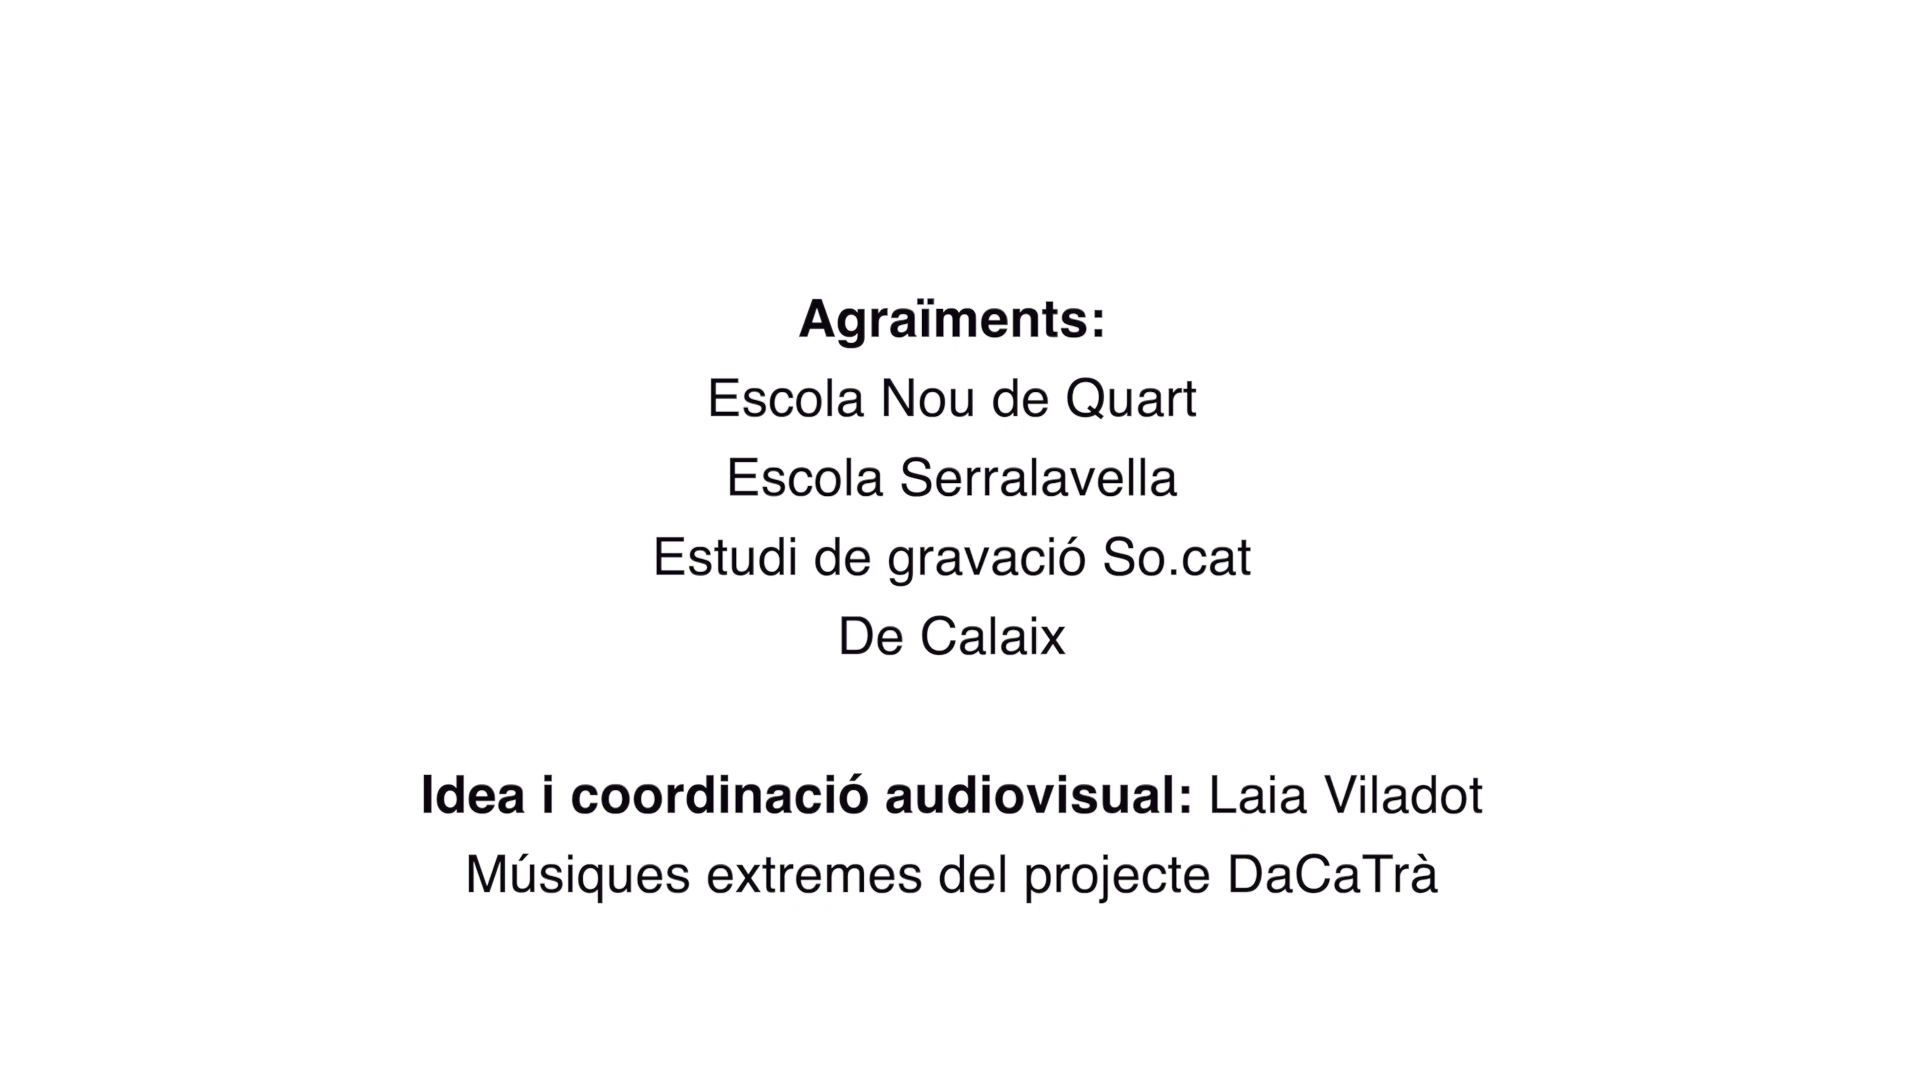 Agraïments:
Escola Nou de Quart
Escola Serralavella
Estudi de gravació So.cat
De Calaix
Idea i coordinació audiovisual: Laia Viladot
Músiques extremes del projecte DaCaTrà